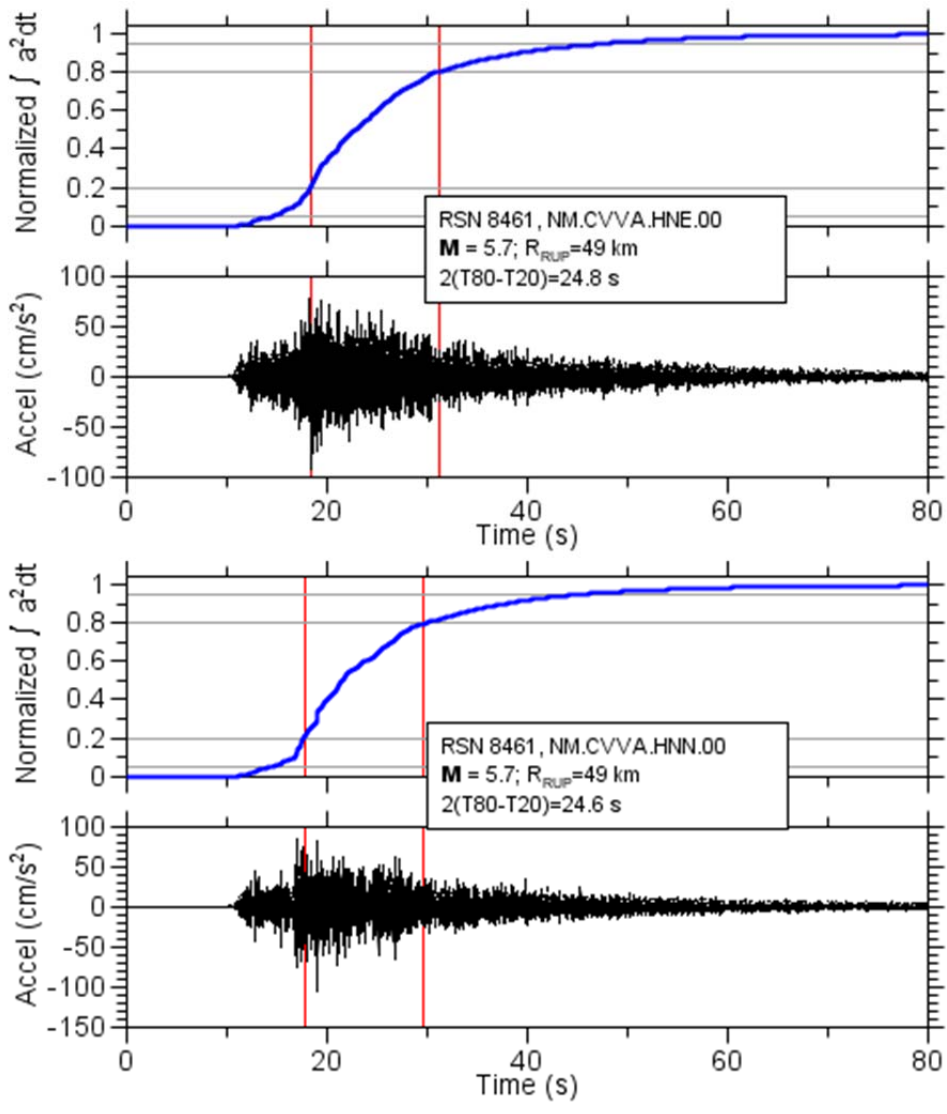 Normalized ∫ a²dt
1
0.8
0.6
0.4
0.2
0
RSN 8461, NM.CVVA.HNE.00
M = 5.7; RRUP=49 km
2(T80-T20)=24.8 s
Accel (cm/s²)
100
50
0
-50
-100
0 20 40 60 80
Time (s)
Normalized ∫ a²dt
1
0.8
0.6
0.4
0.2
0
RSN 8461, NM.CVVA.HNN.00
M = 5.7; RRUP=49 km
2(T80-T20)=24.6 s
Accel (cm/s²)
100
50
0
-50
-100
-150
0 20 40 60 80
Time (s)